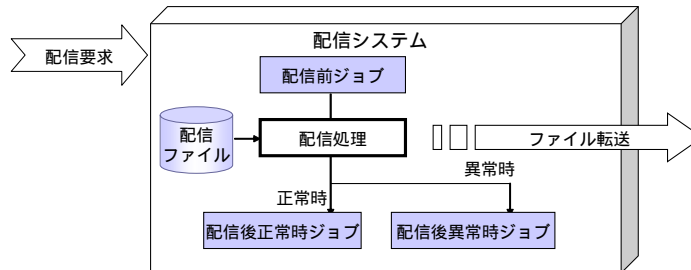 配信システム
配信要求
配信前ジョブ
配信
ファイル
配信処理
ファイル転送
異常時
正常時
配信後正常時ジョブ
配信後異常時ジョブ